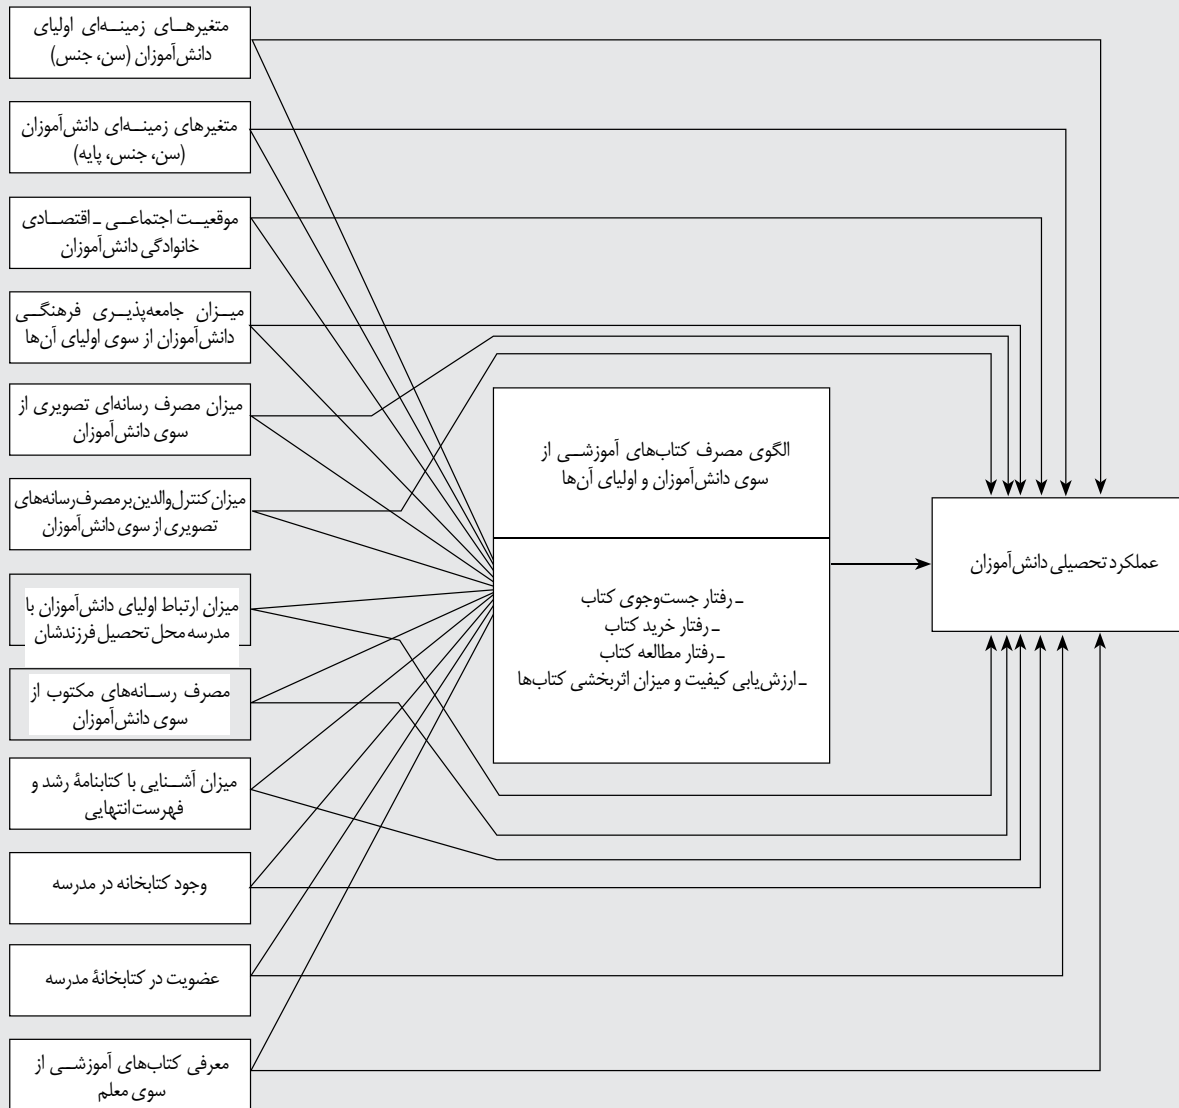 متغیرهای زمینه‌ای اولیای
دانش‌آموزان (سن، جنس)
متغیرهای زمینه‌ای دانش‌آموزان
(سن، جنس، پایه)
موقعیت اجتماعی ـ اقتصادی
خانوادگی دانش‌آموزان
میزان جامعه‌پذیری فرهنگی
دانش‌آموزان از سوی اولیای آن‌ها
میزان مصرف رسانه‌ای تصویری از
سوی دانش‌آموزان
میزان کنترل والدین بر مصرف رسانه‌های
تصویری از سوی دانش‌آموزان
میزان ارتباط اولیای دانش‌آموزان با
مدرسه محل تحصیل فرزندشان
مصرف رسانه‌های مکتوب از
سوی دانش‌آموزان
میزان آشنایی با کتابنامۀ رشد و
فهرست انتهایی
وجود کتابخانه در مدرسه
عضویت در کتابخانۀ مدرسه
معرفی کتاب‌های آموزشی از
سوی معلم
الگوی مصرف کتاب‌های آموزشی از
سوی دانش‌آموزان و اولیای آن‌ها
ـ رفتار جست‌وجوی کتاب
ـ رفتار خرید کتاب
ـ رفتار مطالعه کتاب
ـ ارزش‌یابی کیفیت و میزان اثربخشی کتاب‌ها
عملکرد تحصیلی دانش‌آموزان